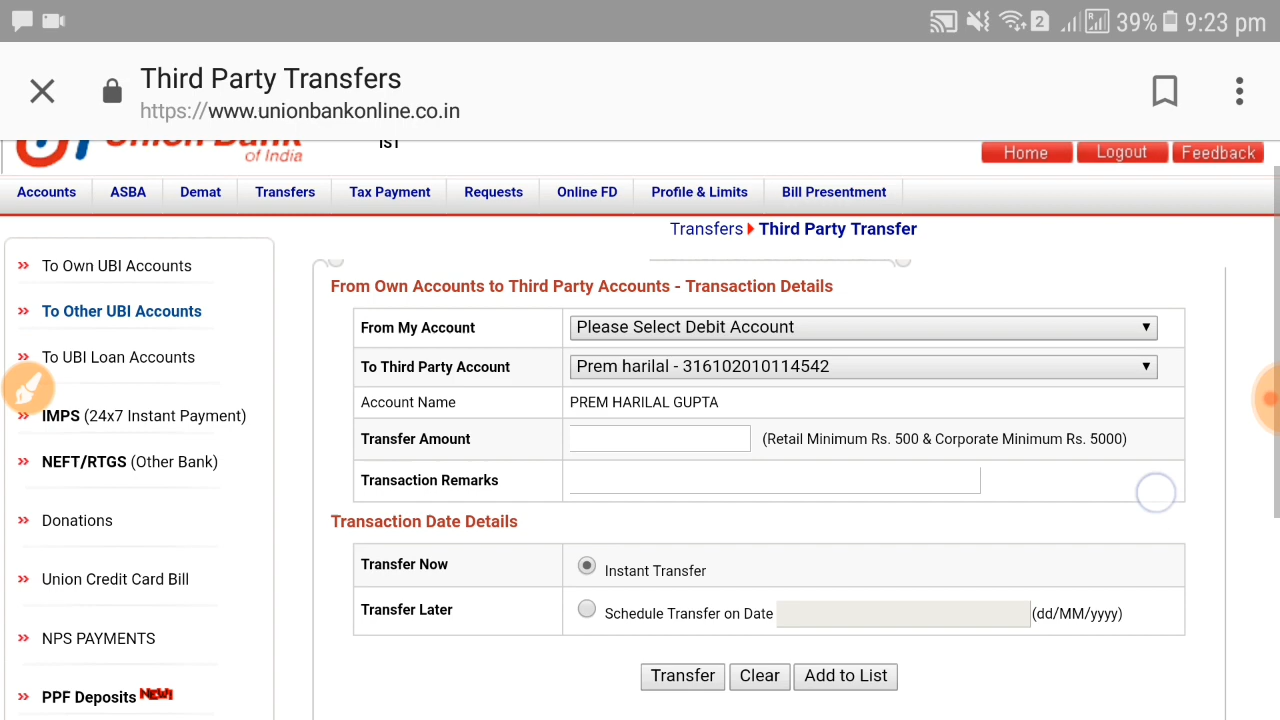 39% 9:23 pm
Third Party Transfers
https://www.unionbankonline.co.in
Union Bank
of India
IST
Home Logout Feedback
Accounts ASBA Demat Transfers Tax Payment Requests Online FD Profile & Limits Bill Presentment
Transfers Third Party Transfer
To Own UBI Accounts
To Other UBI Accounts
To UBI Loan Accounts
IMPS (24x7 Instant Payment)
NEFT/RTGS (Other Bank)
Donations
Union Credit Card Bill
NPS PAYMENTS
PPF Deposits NEW!
From Own Accounts to Third Party Accounts - Transaction Details
From My Account Please Select Debit Account
To Third Party Account Prem harilal - 316102010114542
Account Name PREM HARILAL GUPTA
Transfer Amount (Retail Minimum Rs. 500 & Corporate Minimum Rs. 5000)
Transaction Remarks
Transaction Date Details
Transfer Now Instant Transfer
Transfer Later Schedule Transfer on Date (dd/MM/yyyy)
Transfer Clear Add to List